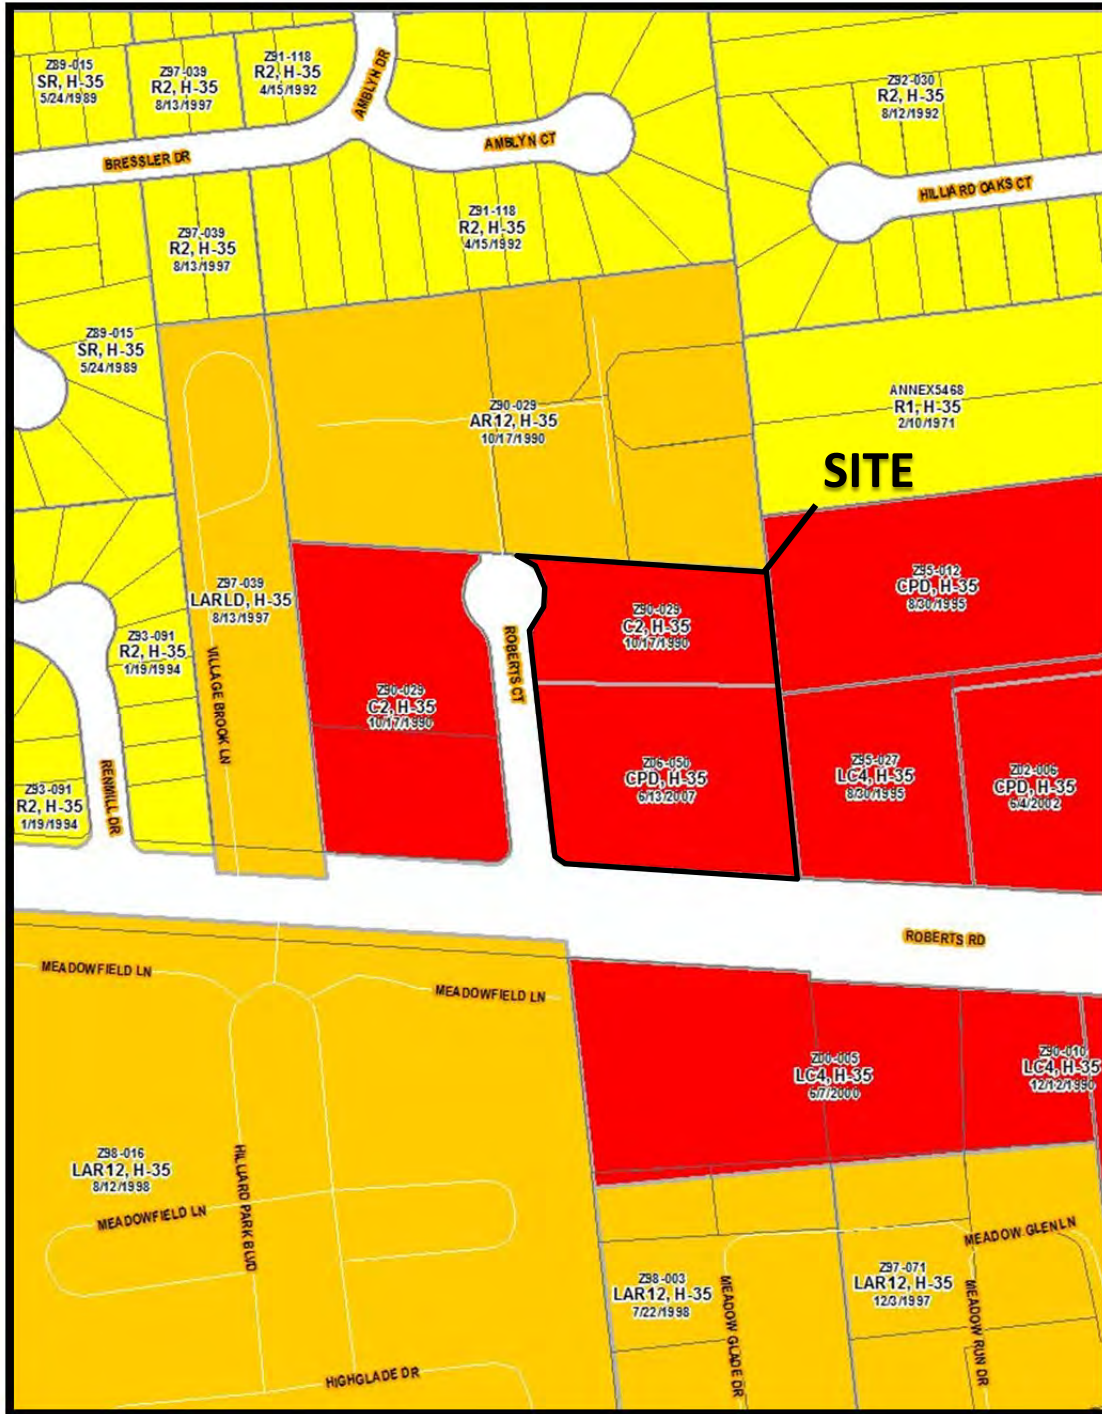 Z89-015
SR, H-35
5/24/1989
Z97-039
R2, H-35
8/13/1997
Z91-118
R2, H-35
4/15/1992
AMBLYN DR
Z92-030
R2, H-35
8/12/1992
BRESSLER DR
AMBLYN CT
HILLIARD OAKS CT
Z97-039
R2, H-35
8/13/1997
Z91-118
R2, H-35
4/15/1992
Z89-015
SR, H-35
5/24/1989
Z90-029
AR12, H-35
10/17/1990
ANNEX5468
R1, H-35
2/10/1971
SITE
Z97-039
LARLD, H-35
8/13/1997
Z90-029
C2, H-35
10/17/1990
Z95-012
CPD, H-35
8/30/1995
Z93-091
R2, H-35
1/19/1994
VILLAGE BROOK LN
Z90-029
C2, H-35
10/17/1990
ROBERTS CT
Z93-091
R2, H-35
1/19/1994
RENMILL DR
Z06-050
CPD, H-35
6/13/2007
Z95-027
LC4, H-35
8/30/1995
Z02-006
CPD, H-35
6/4/2002
ROBERTS RD
MEADOWFIELD LN
MEADOWFIELD LN
Z00-005
LC4, H-35
6/7/2000
Z90-010
LC4, H-35
12/12/1990
Z98-016
LAR12, H-35
8/12/1998
HILLIARD PARK BLVD
MEADOWFIELD LN
MEADOW GLEN LN
Z98-003
LAR12, H-35
7/22/1998
MEADOW GLADE DR
Z97-071
LAR12, H-35
12/3/1997
MEADOW RUN DR
HIGHGLADE DR